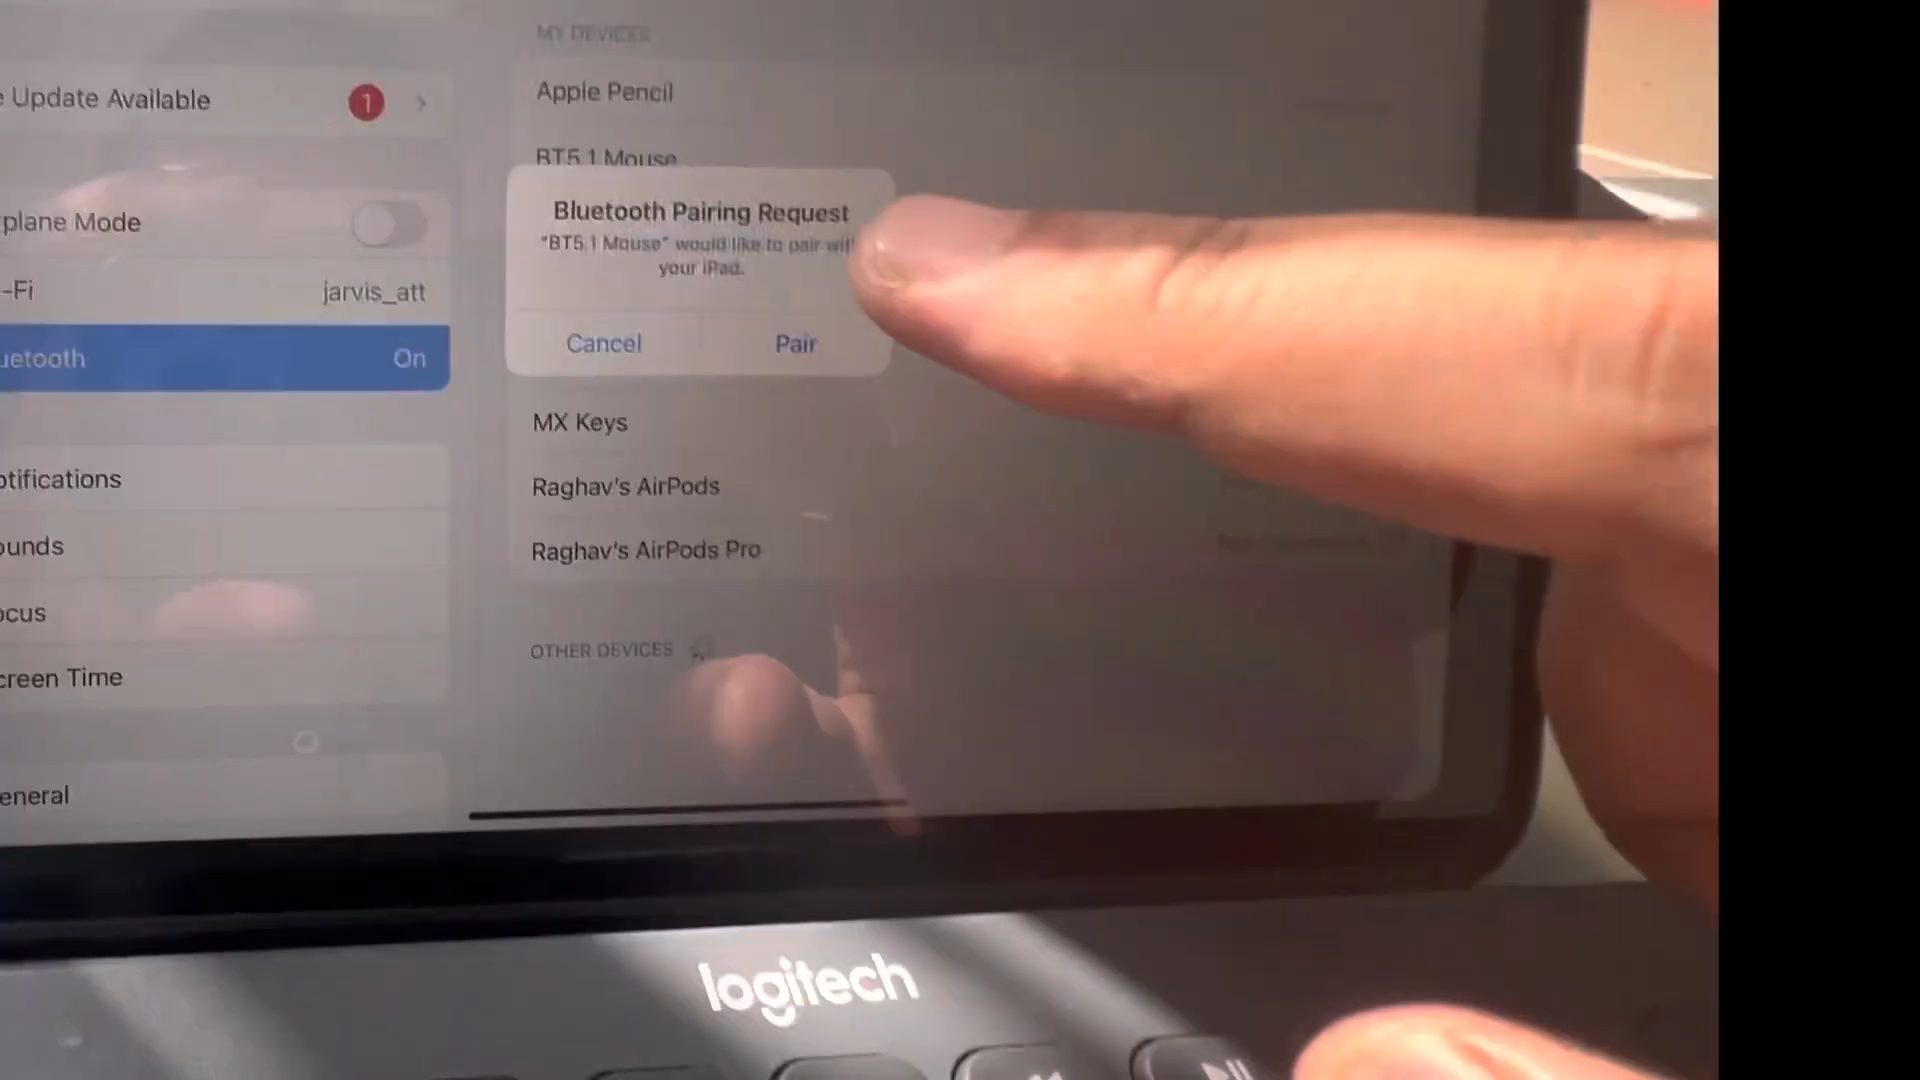 MY DEVICES
Update Available
1
Apple Pencil
BT5.1 Mouse
Bluetooth Pairing Request
"BT5.1 Mouse" would like to pair wit
your iPad.
plane Mode
-Fi
jarvis_att
Cancel
Pair
uetooth
On
MX Keys
otifications
Raghav's AirPods
ounds
Raghav's AirPods Pro
ocus
OTHER DEVICES
creen Time
eneral
logitech